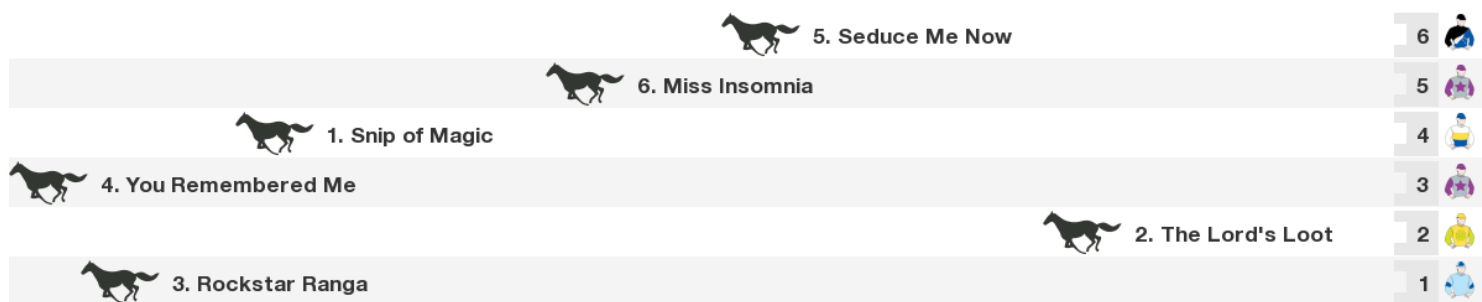 5. Seduce Me Now 6
6. Miss Insomnia 5
1. Snip of Magic 4
4. You Remembered Me 3
2. The Lord's Loot 2
3. Rockstar Ranga 1